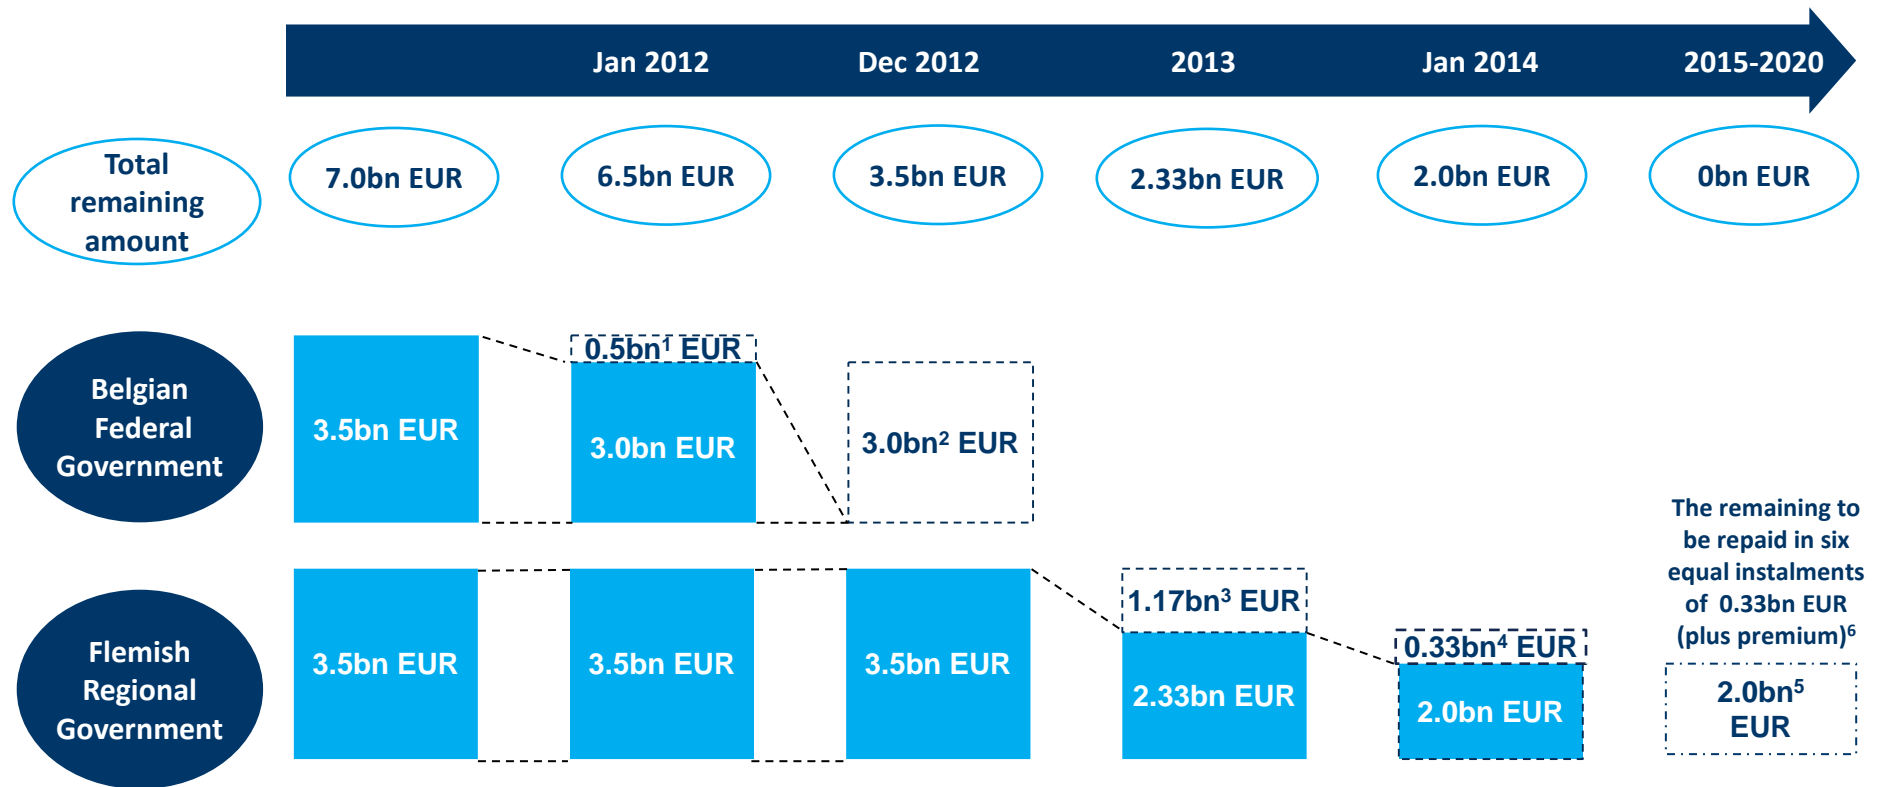 Jan 2012 Dec 2012 2013 Jan 2014 2015-2020
Total
remaining
amount
7.0bn EUR 6.5bn EUR 3.5bn EUR 2.33bn EUR 2.0bn EUR 0bn EUR
Belgian
Federal
Government
3.5bn EUR
0.5bn¹ EUR
3.0bn EUR
3.0bn² EUR
Flemish
Regional
Government
3.5bn EUR
3.5bn EUR
3.5bn EUR
1.17bn³ EUR
2.33bn EUR
0.33bn⁴ EUR
2.0bn EUR
The remaining to
be repaid in six
equal instalments
of 0.33bn EUR
(plus premium)⁶
2.0bn⁵
EUR